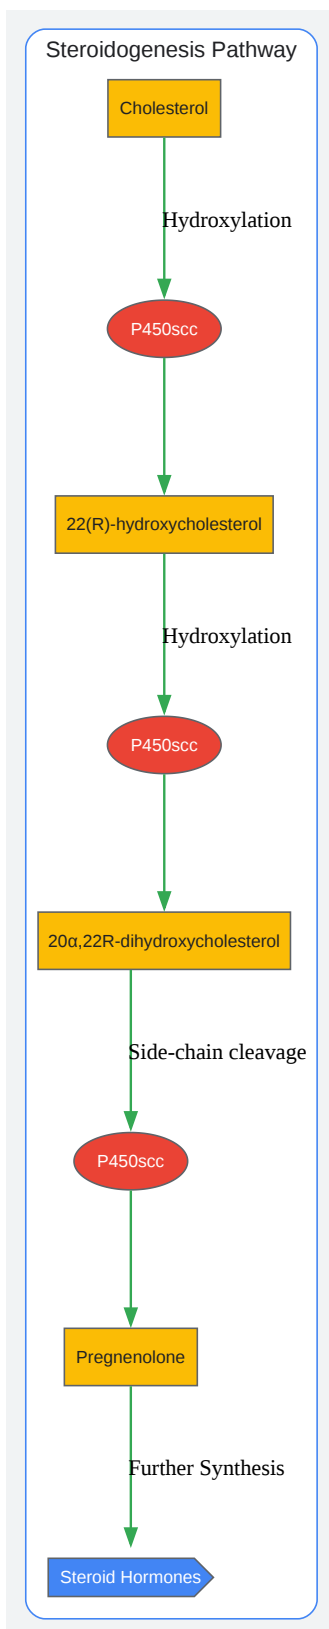 Steroidogenesis Pathway
Cholesterol
Hydroxylation
P450scc
22(R)-hydroxycholesterol
Hydroxylation
P450scc
20α,22R-dihydroxycholesterol
Side-chain cleavage
P450scc
Pregnenolone
Further Synthesis
Steroid Hormones